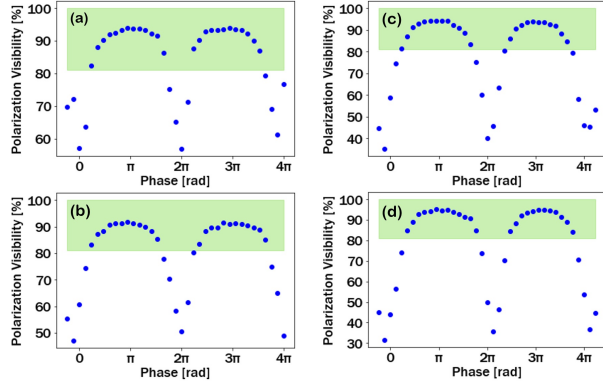 (a)
Polarization Visibility [%]
100
90
80
70
60
0 π 2π 3π 4π
Phase [rad]
(c)
Polarization Visibility [%]
100
90
80
70
60
50
40
0 π 2π 3π 4π
Phase [rad]
(b)
Polarization Visibility [%]
100
90
80
70
60
50
0 π 2π 3π 4π
Phase [rad]
(d)
Polarization Visibility [%]
100
90
80
70
60
50
40
30
0 π 2π 3π 4π
Phase [rad]